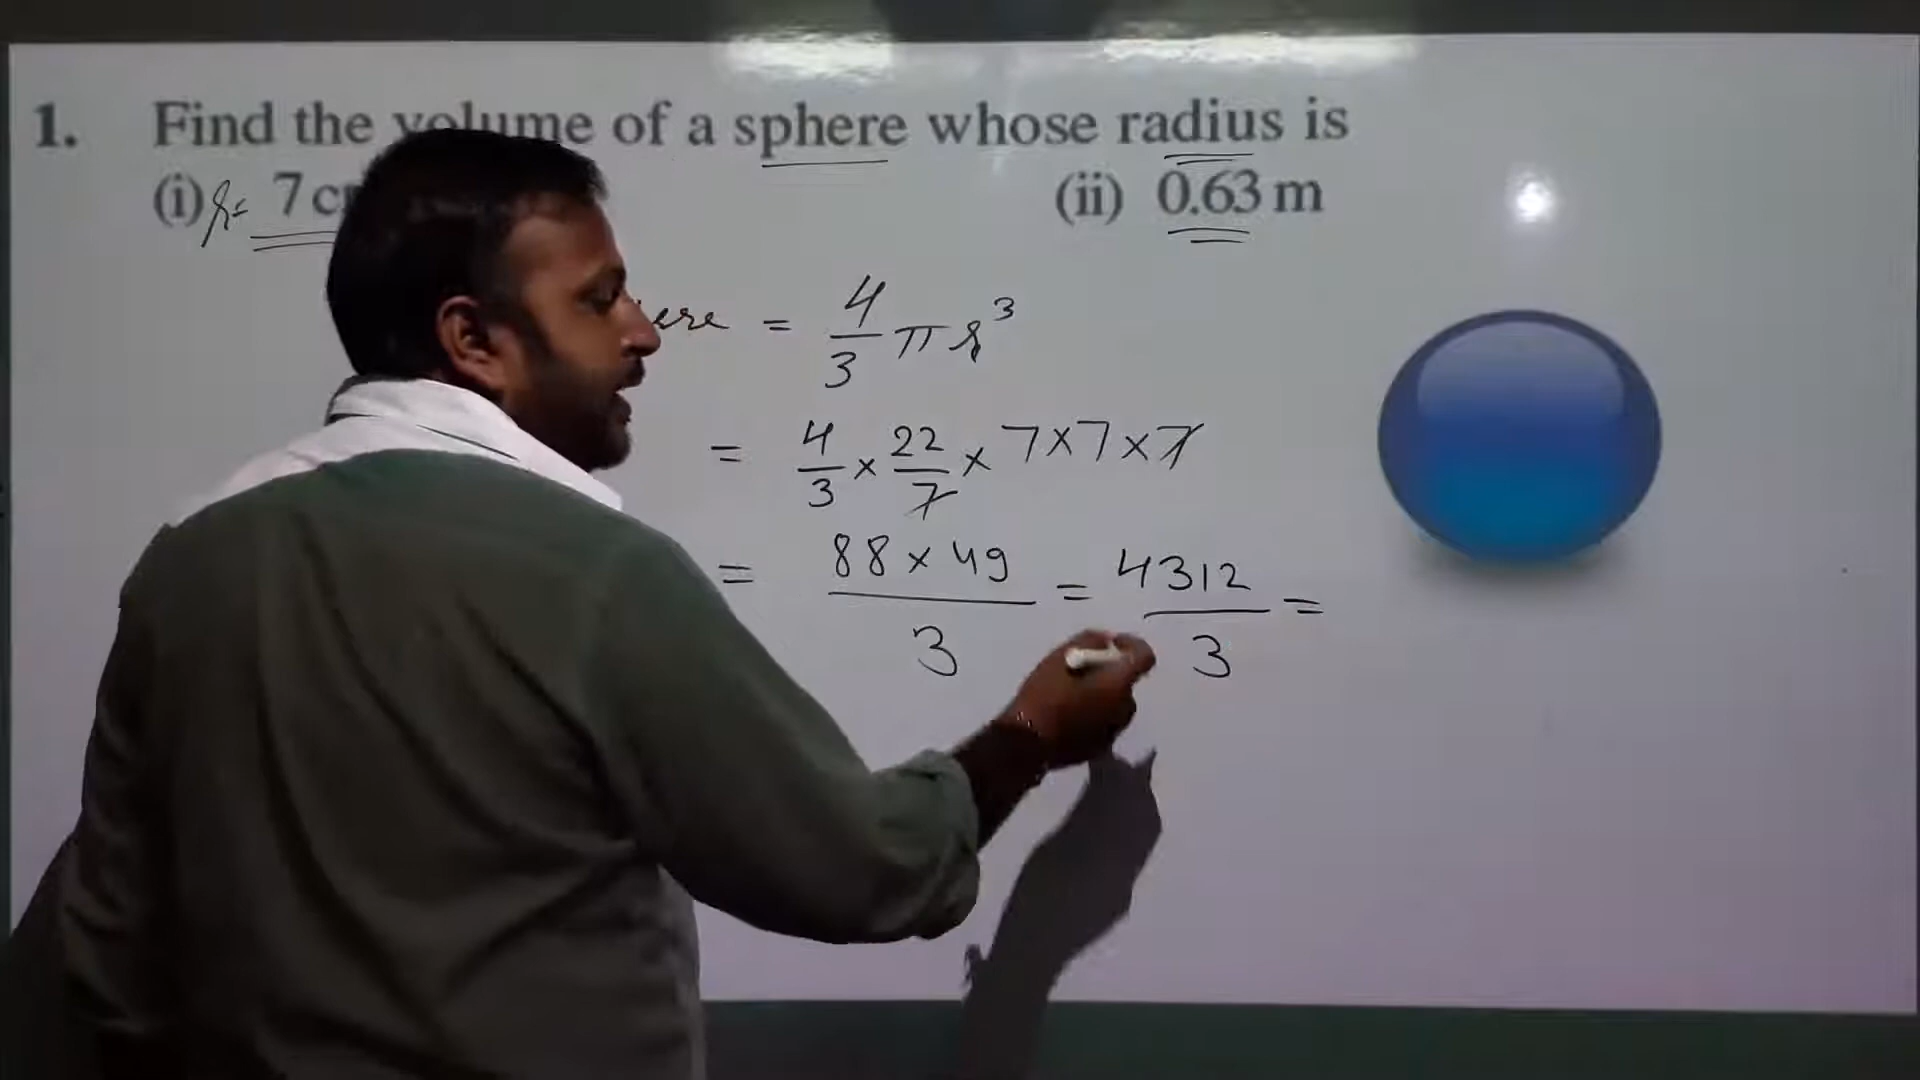 1. Find the volume of a sphere whose radius is
(i) r = 7 (ii) 0.63 m
= 4/3 π r³
= 4/3 × 22/7 × 7×7×7
= 88 × 49 / 3 = 4312 / 3 =